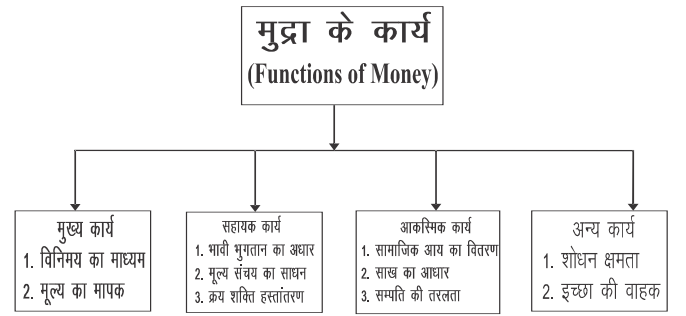 मुद्रा के कार्य
(Functions of Money)
मुख्य कार्य
1. विनिमय का माध्यम
2. मूल्य का मापक
सहायक कार्य
1. भावी भुगतान का अधार
2. मूल्य संचय का साधन
3. क्रय शक्ति हस्तांतरण
आकस्मिक कार्य
1. सामाजिक आय का वितरण
2. साख का आधार
3. सम्पति की तरलता
अन्य कार्य
1. शोधन क्षमता
2. इच्छा की वाहक